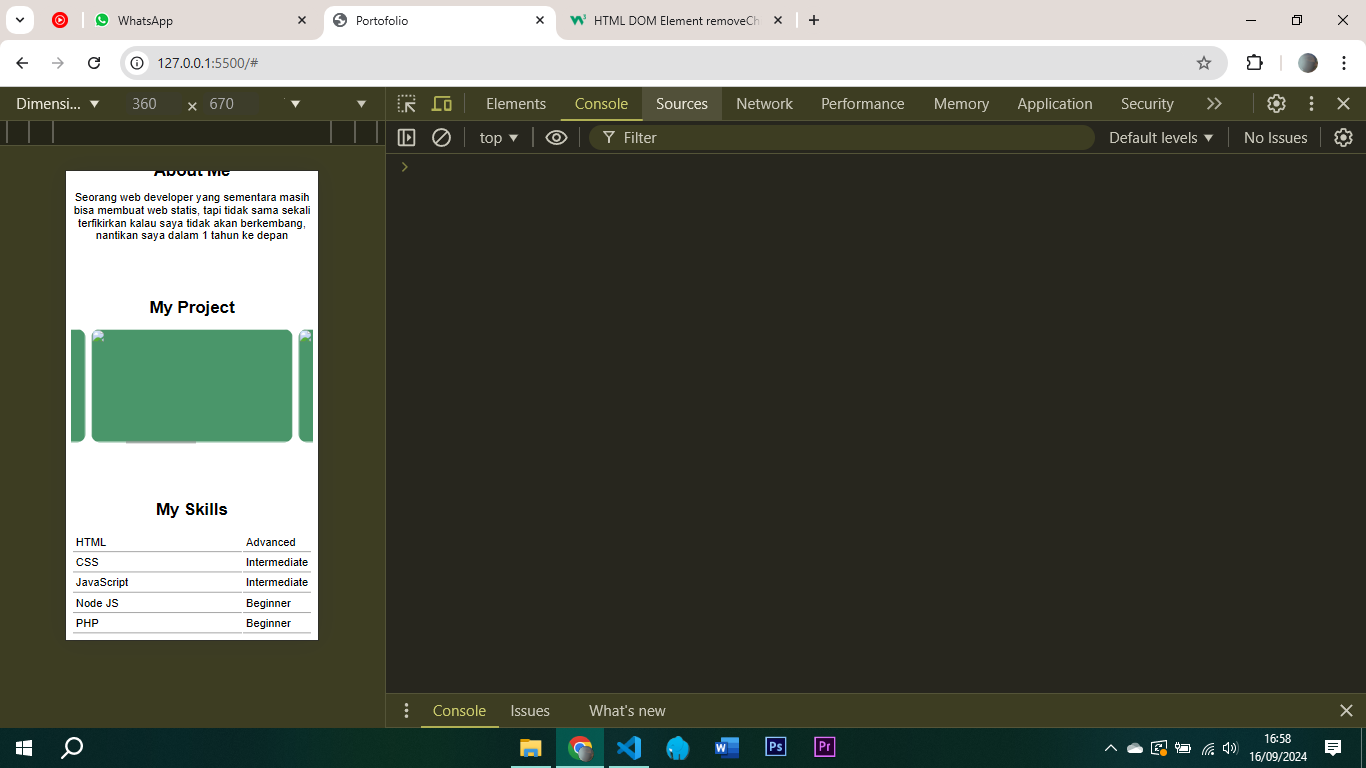 WhatsApp
Portofolio
HTML DOM Element removeCh
127.0.0.1:5500/#
Dimensi... 360 × 670
Elements Console Sources Network Performance Memory Application Security
top Filter Default levels No Issues
About Me
Seorang web developer yang sementara masih
bisa membuat web statis, tapi tidak sama sekali
terfikirkan kalau saya tidak akan berkembang,
nantikan saya dalam 1 tahun ke depan
My Project
My Skills
HTML Advanced
CSS Intermediate
JavaScript Intermediate
Node JS Beginner
PHP Beginner
Console Issues What's new
W Ps Pr
16:58
16/09/2024